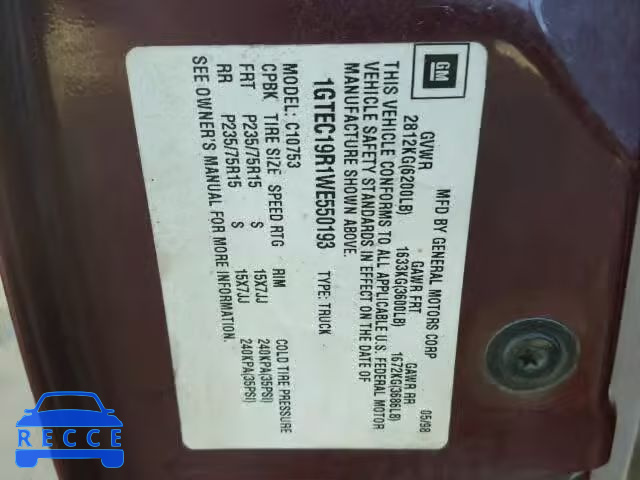 GM
MFD BY GENERAL MOTORS CORP 05/98
GVWR GAWR FRT GAWR RR
2812KG(6200LB) 1633KG(3600LB) 1672KG(3686LB)
THIS VEHICLE CONFORMS TO ALL APPLICABLE U.S. FEDERAL MOTOR
VEHICLE SAFETY STANDARDS IN EFFECT ON THE DATE OF
MANUFACTURE SHOWN ABOVE.
1GTEC19R1WE550193 TYPE: TRUCK
MODEL: C10753
CPBK TIRE SIZE SPEED RTG RIM COLD TIRE PRESSURE
FRT P235/75R15 S 15X7JJ 240KPA(35PSI)
RR P235/75R15 S 15X7JJ 240KPA(35PSI)
SEE OWNER'S MANUAL FOR MORE INFORMATION.
RECCE